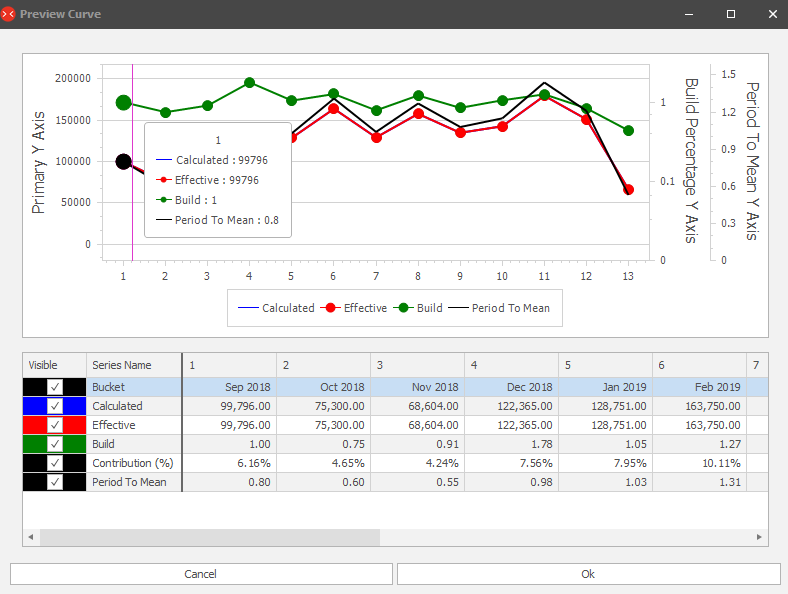 Preview Curve
Primary Y Axis
200000
150000
100000
50000
0
1
Calculated : 99796
Effective : 99796
Build : 1
Period To Mean : 0.8
1 2 3 4 5 6 7 8 9 10 11 12 13
1
0.1
0
Build Percentage Y Axis
1.5
1.2
0.9
0.6
0.3
0
Period To Mean Y Axis
Calculated Effective Build Period To Mean
Visible Series Name 1 2 3 4 5 6 7
Bucket Sep 2018 Oct 2018 Nov 2018 Dec 2018 Jan 2019 Feb 2019
Calculated 99,796.00 75,300.00 68,604.00 122,365.00 128,751.00 163,750.00
Effective 99,796.00 75,300.00 68,604.00 122,365.00 128,751.00 163,750.00
Build 1.00 0.75 0.91 1.78 1.05 1.27
Contribution (%) 6.16% 4.65% 4.24% 7.56% 7.95% 10.11%
Period To Mean 0.80 0.60 0.55 0.98 1.03 1.31
Cancel Ok